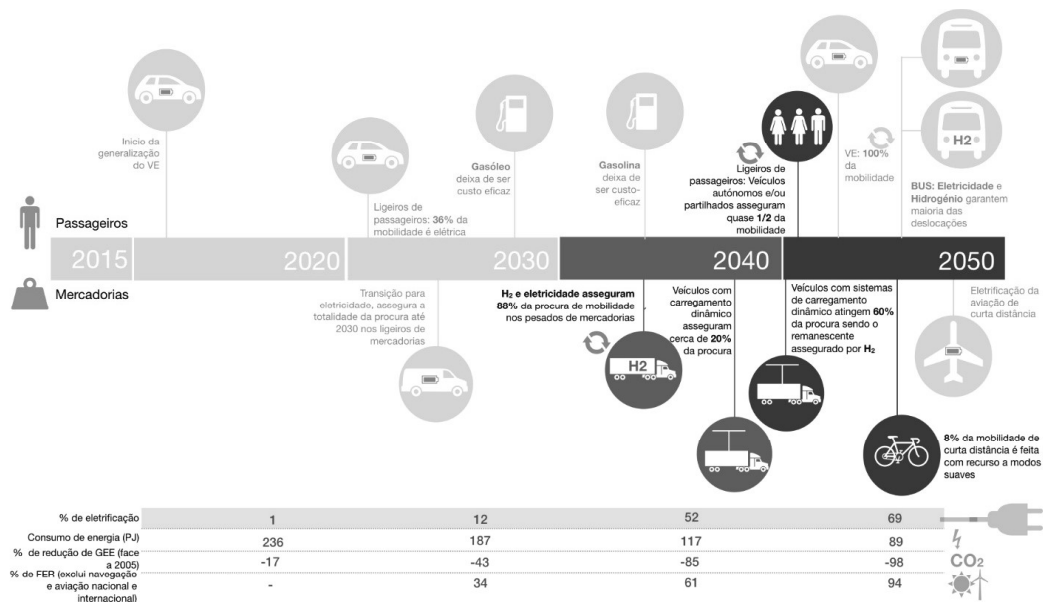 Inicio da
generalização
do VE
Ligeiros de
passageiros: 36% da
mobilidade é elétrica
Gasóleo
deixa de ser
custo eficaz
Gasolina
deixa de
ser custo-
eficaz
Ligeiros de
passageiros: Veículos
autónomos e/ou
partilhados asseguram
quase 1/2 da
mobilidade
VE: 100%
da
mobilidade
H2
BUS: Eletricidade e
Hidrogénio garantem
maioria das
deslocações
Passageiros
2015 2020 2030 2040 2050
Mercadorias
Transição para
eletricidade, assegura a
totalidade da procura até
2030 nos ligeiros de
mercadorias
H₂ e eletricidade asseguram
88% da procura de mobilidade
nos pesados de mercadorias
H2
Veículos com
carregamento
dinâmico
asseguram
cerca de 20%
da procura
Veículos com sistemas
de carregamento
dinâmico atingem 60%
da procura sendo o
remanescente
assegurado por H₂
Eletrificação da
aviação de
curta distância
8% da mobilidade de
curta distância é feita
com recurso a modos
suaves
% de eletrificação 1 12 52 69
Consumo de energia (PJ) 236 187 117 89
% de redução de GEE (face
a 2005) -17 -43 -85 -98
CO2
% do FER (exclui navegação
e aviação nacional e
internacional) - 34 61 94